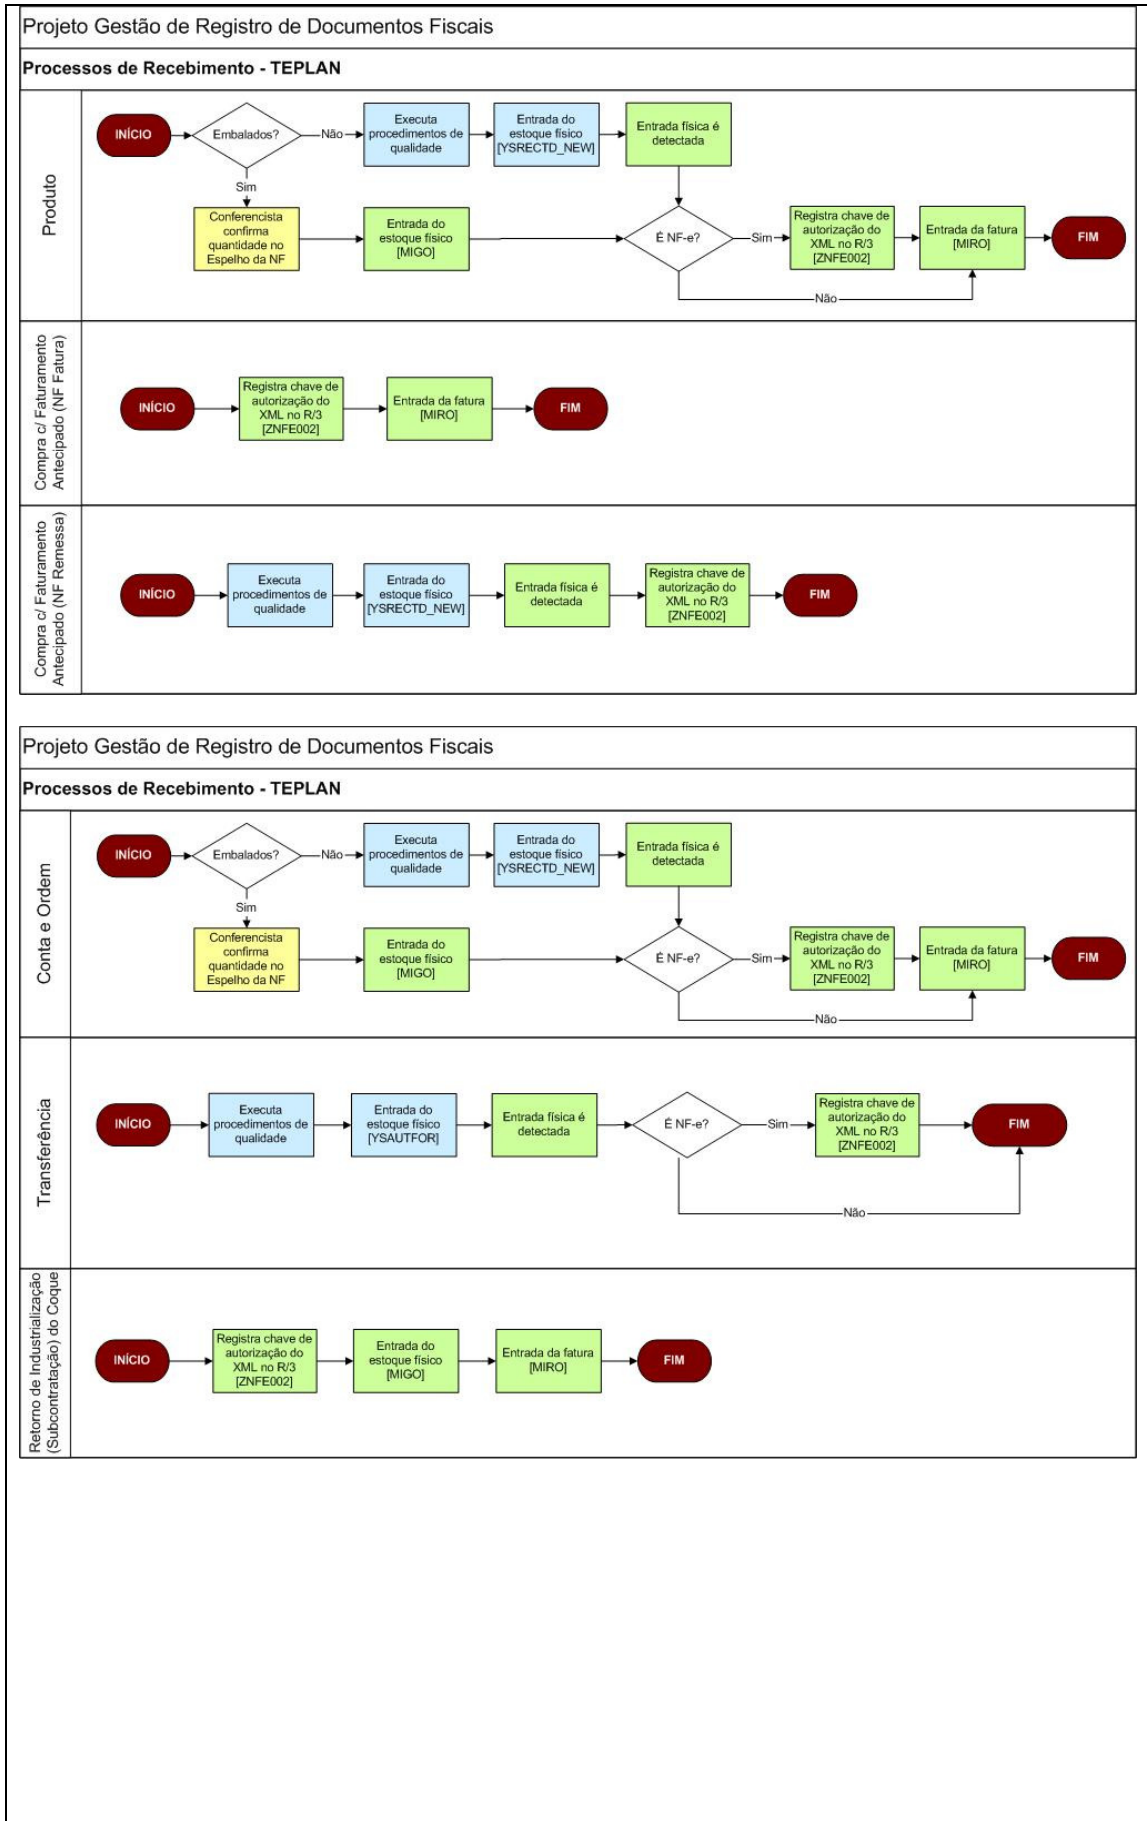 Projeto Gestão de Registro de Documentos Fiscais
Processos de Recebimento - TEPLAN
Produto
INÍCIO
Embalados?
Não
Executa
procedimentos de
qualidade
Entrada do
estoque físico
[YSRECTD_NEW]
Entrada física é
detectada
Sim
Conferencista
confirma
quantidade no
Espelho da NF
Entrada do
estoque físico
[MIGO]
É NF-e?
Sim
Registra chave de
autorização do
XML no R/3
[ZNFE002]
Entrada da fatura
[MIRO]
FIM
Não
Compra c/ Faturamento
Antecipado (NF Fatura)
INÍCIO
Registra chave de
autorização do
XML no R/3
[ZNFE002]
Entrada da fatura
[MIRO]
FIM
Compra c/ Faturamento
Antecipado (NF Remessa)
INÍCIO
Executa
procedimentos de
qualidade
Entrada do
estoque físico
[YSRECTD_NEW]
Entrada física é
detectada
Registra chave de
autorização do
XML no R/3
[ZNFE002]
FIM
Projeto Gestão de Registro de Documentos Fiscais
Processos de Recebimento - TEPLAN
Conta e Ordem
INÍCIO
Embalados?
Não
Executa
procedimentos de
qualidade
Entrada do
estoque físico
[YSRECTD_NEW]
Entrada física é
detectada
Sim
Conferencista
confirma
quantidade no
Espelho da NF
Entrada do
estoque físico
[MIGO]
É NF-e?
Sim
Registra chave de
autorização do
XML no R/3
[ZNFE002]
Entrada da fatura
[MIRO]
FIM
Não
Transferência
INÍCIO
Executa
procedimentos de
qualidade
Entrada do
estoque físico
[YSAUTFOR]
Entrada física é
detectada
É NF-e?
Sim
Registra chave de
autorização do
XML no R/3
[ZNFE002]
FIM
Não
Retorno de Industrialização
(Subcontratação) do Coque
INÍCIO
Registra chave de
autorização do
XML no R/3
[ZNFE002]
Entrada do
estoque físico
[MIGO]
Entrada da fatura
[MIRO]
FIM